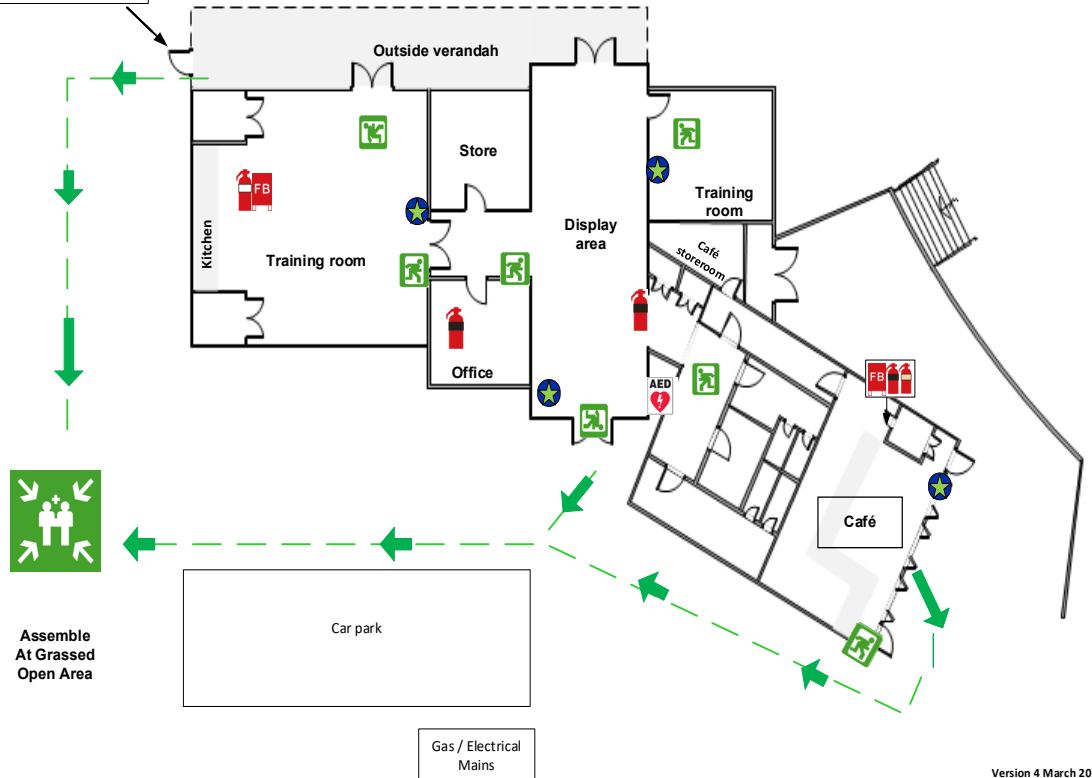 Outside verandah
Store
Training
room
FB
Kitchen
Training room
Display
area
Café
storeroom
Office
AED
FB
Café
Assemble
At Grassed
Open Area
Car park
Gas / Electrical
Mains
Version 4 March 20